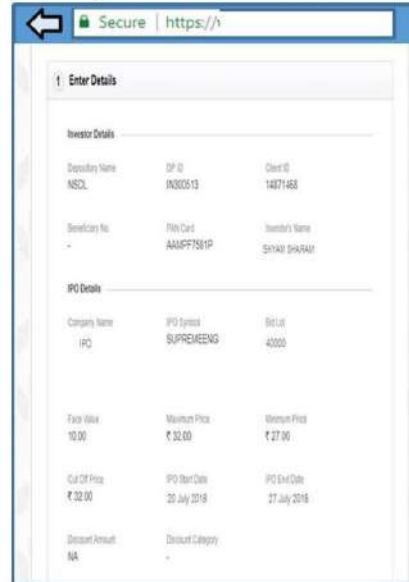 Secure | https://
1 Enter Details
Investor Details
Depository Name DP ID Client ID
NSDL IN300513 14871468
Beneficiary No. PAN Card Investor's Name
- AAMPF7581P SHYAM SHARAM
IPO Details
Company Name IPO Symbol Bid Lot
IPO SUPREMEENG 40000
Face Value Maximum Price Minimum Price
10.00 ₹ 32.00 ₹ 27.00
Cut Off Price IPO Start Date IPO End Date
₹ 32.00 20 July 2018 27 July 2018
Discount Amount Discount Category
NA -